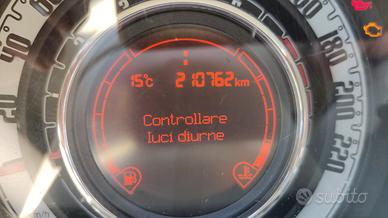 15°C 210762 km
Controllare
luci diurne
subito